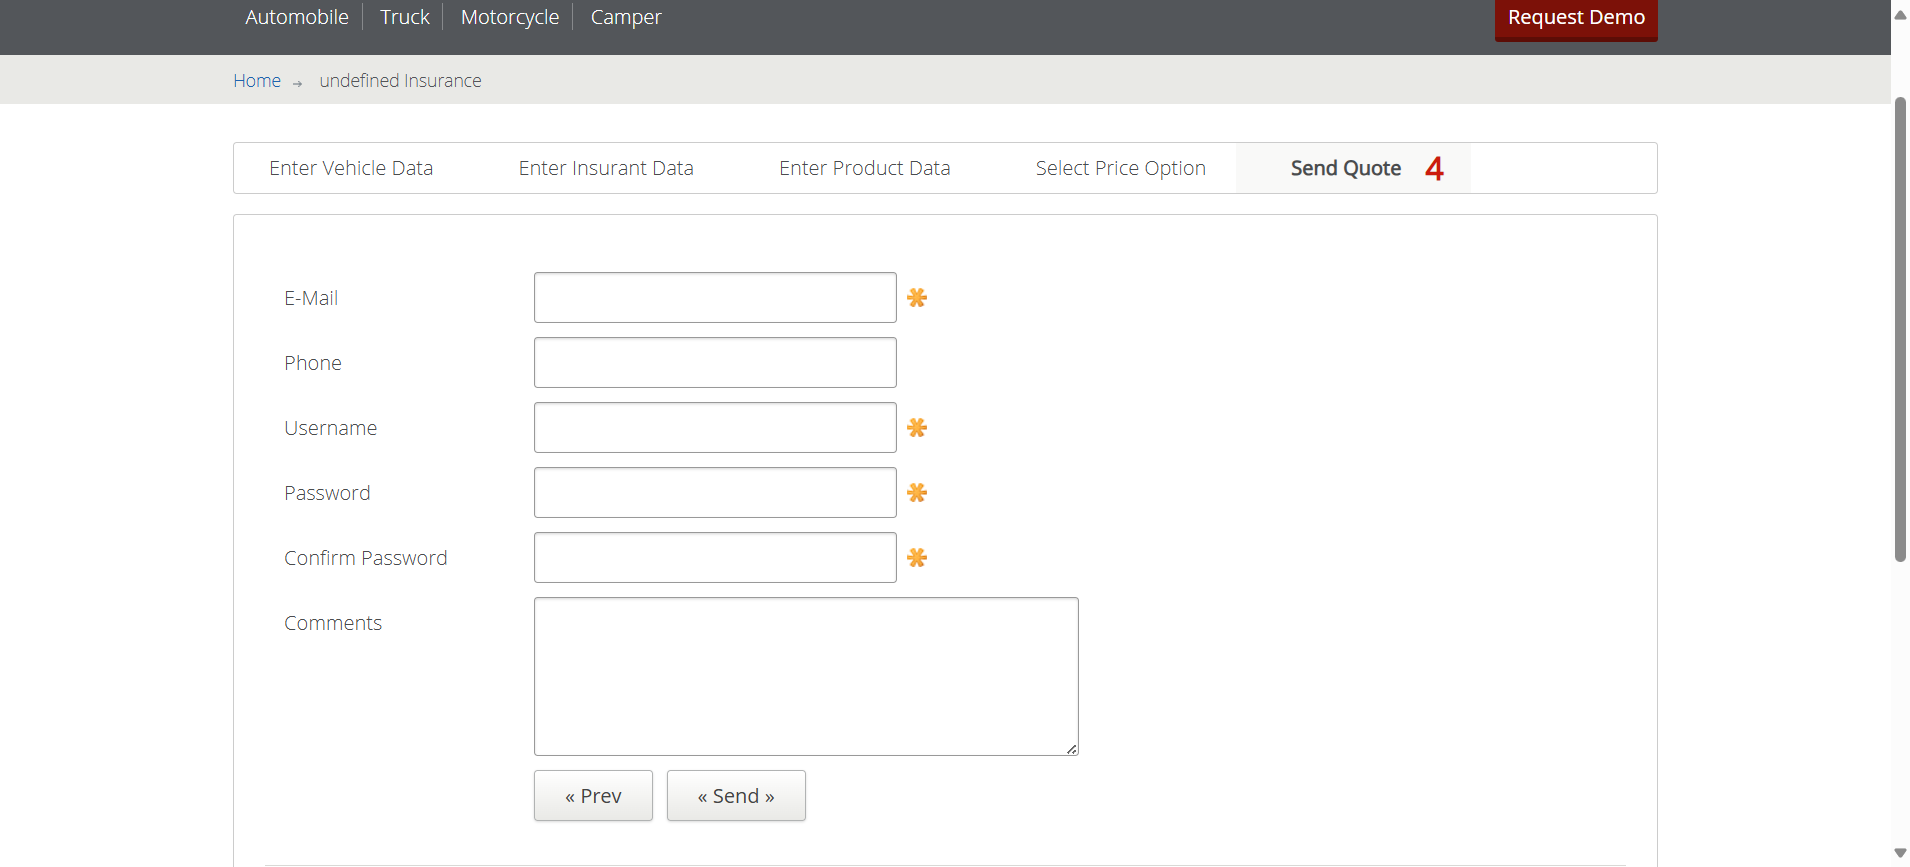 Automobile Truck Motorcycle Camper Request Demo
Home → undefined Insurance
Enter Vehicle Data Enter Insurant Data Enter Product Data Select Price Option Send Quote 4
E-Mail
Phone
Username
Password
Confirm Password
Comments
« Prev « Send »